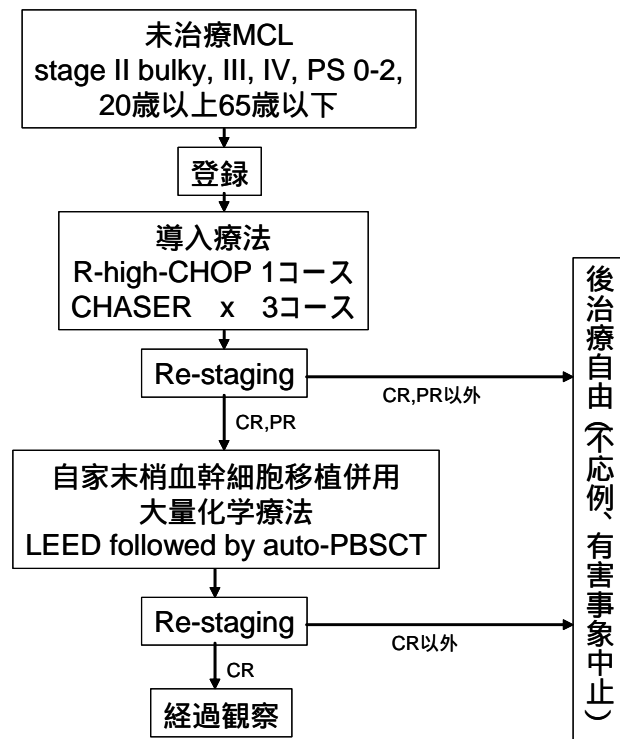 未治療MCL
stage II bulky, III, IV, PS 0-2,
20歳以上65歳以下
登録
導入療法
R-high-CHOP 1コース
CHASER x 3コース
Re-staging
CR,PR以外
CR,PR
自家末梢血幹細胞移植併用
大量化学療法
LEED followed by auto-PBSCT
Re-staging
CR以外
CR
経過観察
後治療自由(不応例、有害事象中止)